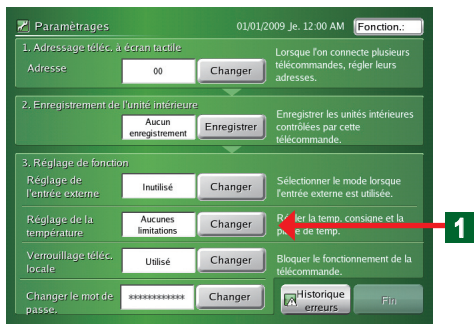 Paramètrages
01/01/2009 Je. 12:00 AM
Fonction.:
1. Adressage téléc. à écran tactile
Adresse
00
Changer
Lorsque l'on connecte plusieurs
télécommandes, régler leurs
adresses.
2. Enregistrement de l'unité intérieure
Aucun
enregistrement
Enregistrer
Enregistrer les unités intérieures
contrôlées par cette
télécommande.
3. Réglage de fonction
Réglage de
l'entrée externe
Inutilisé
Changer
Sélectionner le mode lorsque
l'entrée externe est utilisée.
Réglage de la
température
Aucunes
limitations
Changer
la temp. consigne et la
de temp.
1
Verrouillage téléc.
locale
Utilisé
Changer
Bloquer le fonctionnement de la
télécommande.
Changer le mot de
passe.
************
Changer
Historique
erreurs
Fin